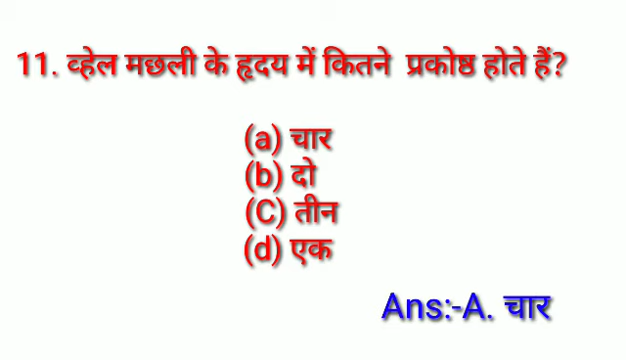 11. व्हेल मछली के हृदय में कितने प्रकोष्ठ होते हैं?
(a) चार
(b) दो
(C) तीन
(d) एक
Ans:-A. चार